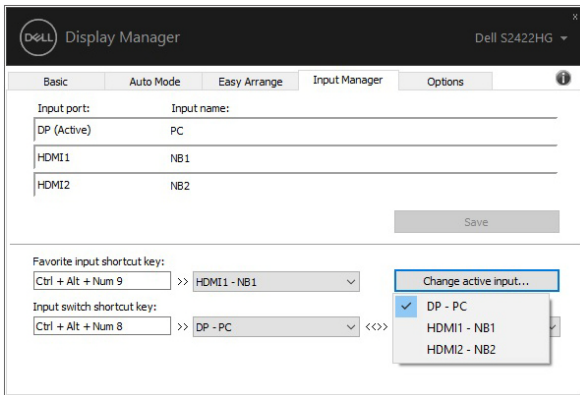 DELL Display Manager Dell S2422HG
Basic Auto Mode Easy Arrange Input Manager Options
Input port: Input name:
DP (Active) PC
HDMI1 NB1
HDMI2 NB2
Save
Favorite input shortcut key:
Ctrl + Alt + Num 9 >> HDMI1 - NB1 Change active input...
Input switch shortcut key:
Ctrl + Alt + Num 8 >> DP - PC <<>>
DP - PC
HDMI1 - NB1
HDMI2 - NB2